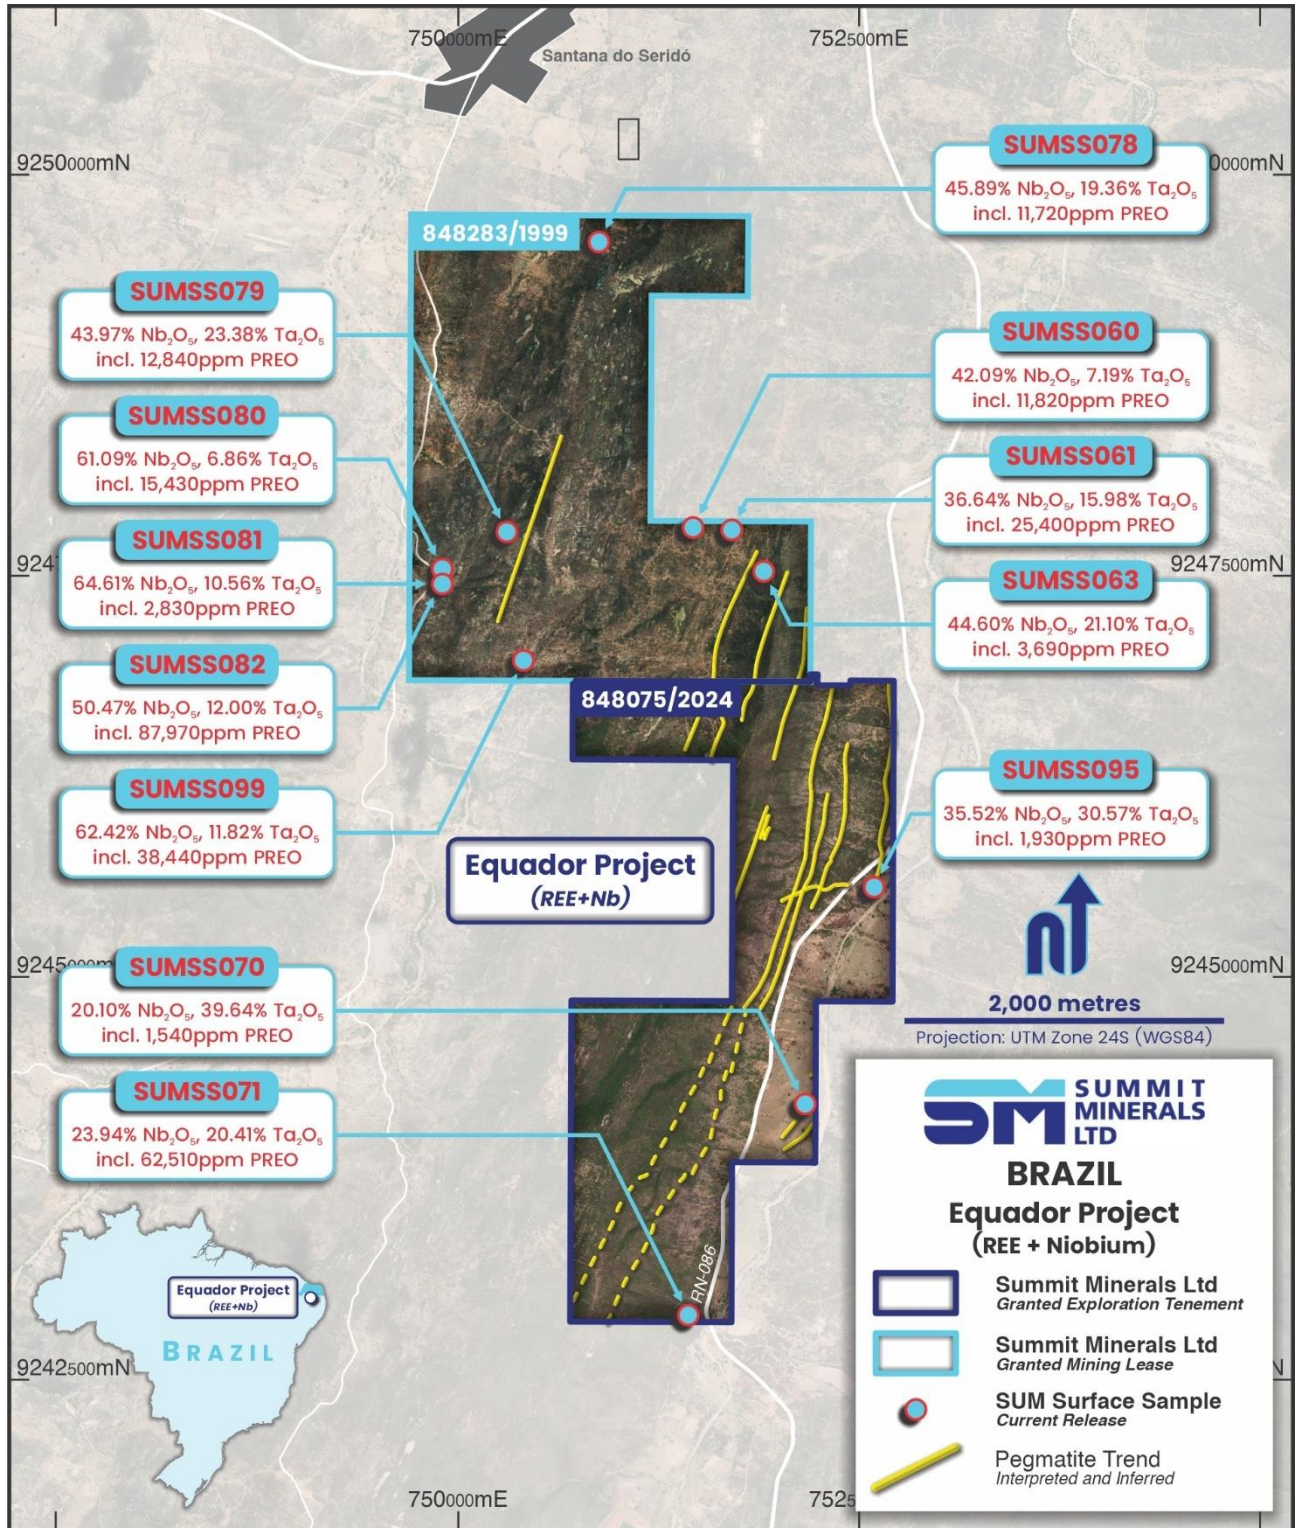 750000mE
752500mE
Santana do Seridó
9250000mN
0000mN
SUMSS078
45.89% Nb₂O₅, 19.36% Ta₂O₅
incl. 11,720ppm PREO
848283/1999
SUMSS079
43.97% Nb₂O₅, 23.38% Ta₂O₅
incl. 12,840ppm PREO
SUMSS060
42.09% Nb₂O₅, 7.19% Ta₂O₅
incl. 11,820ppm PREO
SUMSS080
61.09% Nb₂O₅, 6.86% Ta₂O₅
incl. 15,430ppm PREO
SUMSS061
36.64% Nb₂O₅, 15.98% Ta₂O₅
incl. 25,400ppm PREO
9247
9247500mN
SUMSS081
64.61% Nb₂O₅, 10.56% Ta₂O₅
incl. 2,830ppm PREO
SUMSS063
44.60% Nb₂O₅, 21.10% Ta₂O₅
incl. 3,690ppm PREO
SUMSS082
50.47% Nb₂O₅, 12.00% Ta₂O₅
incl. 87,970ppm PREO
848075/2024
SUMSS099
62.42% Nb₂O₅, 11.82% Ta₂O₅
incl. 38,440ppm PREO
SUMSS095
35.52% Nb₂O₅, 30.57% Ta₂O₅
incl. 1,930ppm PREO
Equador Project
(REE+Nb)
9245000mN
9245000mN
SUMSS070
20.10% Nb₂O₅, 39.64% Ta₂O₅
incl. 1,540ppm PREO
n
2,000 metres
Projection: UTM Zone 24S (WGS84)
SUMSS071
23.94% Nb₂O₅, 20.41% Ta₂O₅
incl. 62,510ppm PREO
RN-086
Equador Project
(REE+Nb)
BRAZIL
9242500mN
N
SM SUMMIT
MINERALS
LTD
BRAZIL
Equador Project
(REE + Niobium)
Summit Minerals Ltd
Granted Exploration Tenement
Summit Minerals Ltd
Granted Mining Lease
SUM Surface Sample
Current Release
Pegmatite Trend
Interpreted and Inferred
750000mE
7525